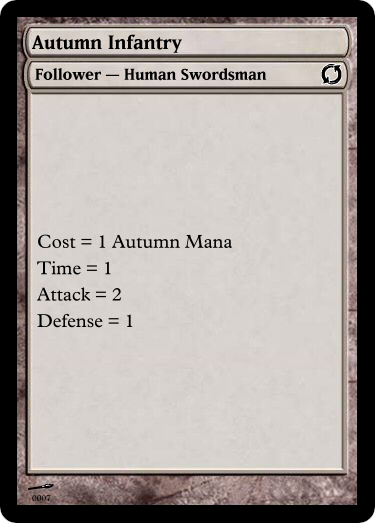 Autumn Infantry
Follower — Human Swordsman
Cost = 1 Autumn Mana
Time = 1
Attack = 2
Defense = 1
0007